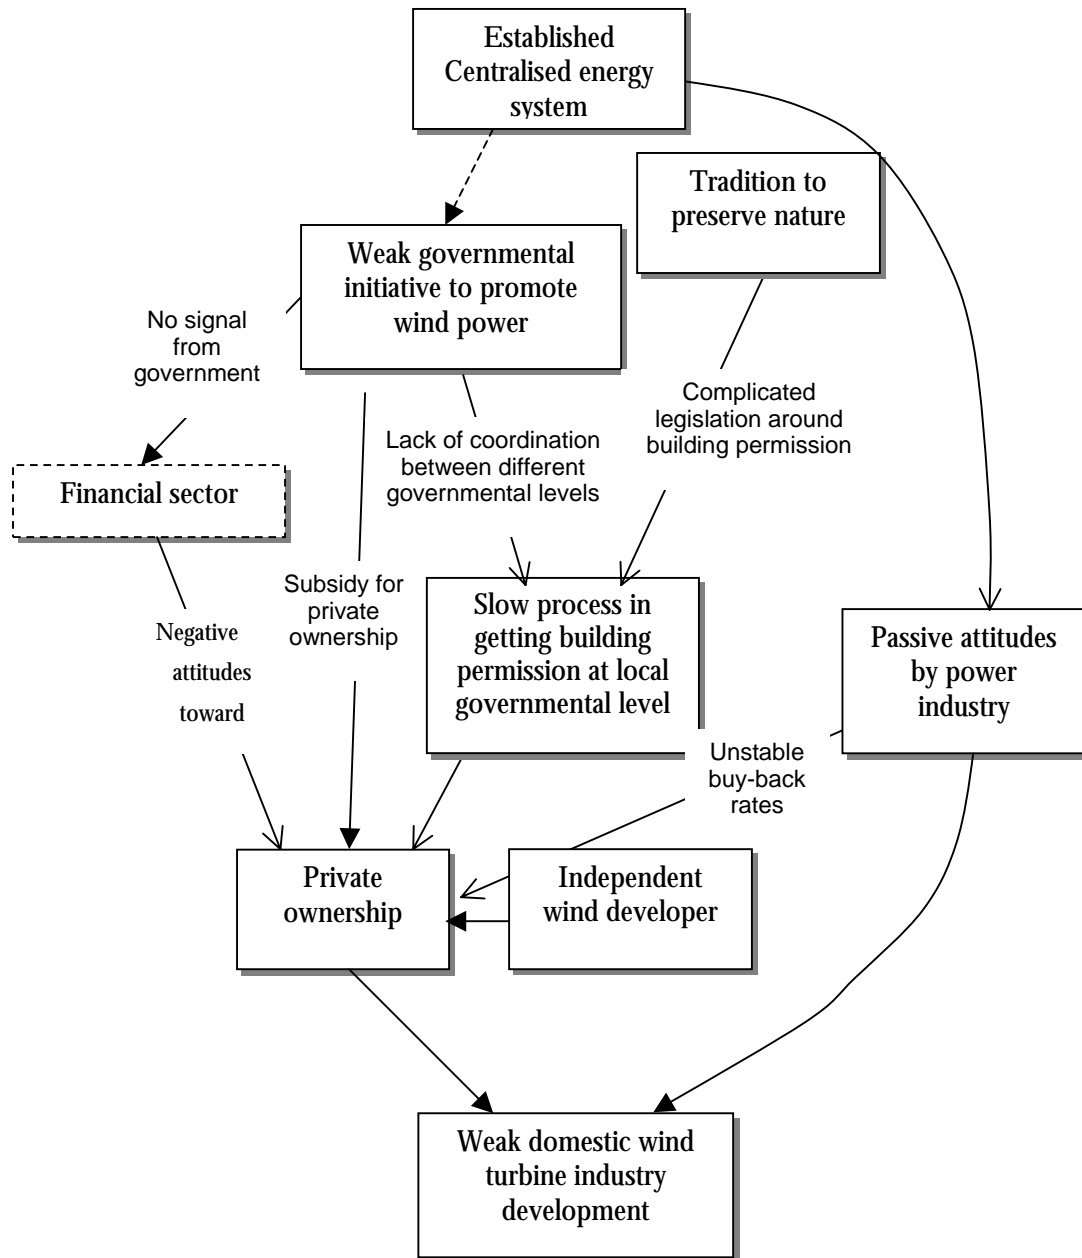 Established
Centralised energy
system
Tradition to
preserve nature
Weak governmental
initiative to promote
wind power
No signal
from
government
Complicated
legislation around
building permission
Lack of coordination
between different
governmental levels
Financial sector
Subsidy for
private
ownership
Slow process in
getting building
permission at local
governmental level
Passive attitudes
by power
industry
Negative
attitudes
toward
Unstable
buy-back
rates
Private
ownership
Independent
wind developer
Weak domestic wind
turbine industry
development